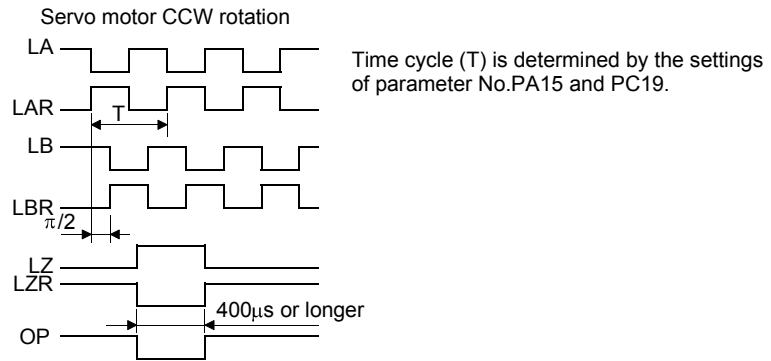 Servo motor CCW rotation
LA
Time cycle (T) is determined by the settings
of parameter No.PA15 and PC19.
LAR
T
LB
LBR
π/2
LZ
LZR
400μs or longer
OP